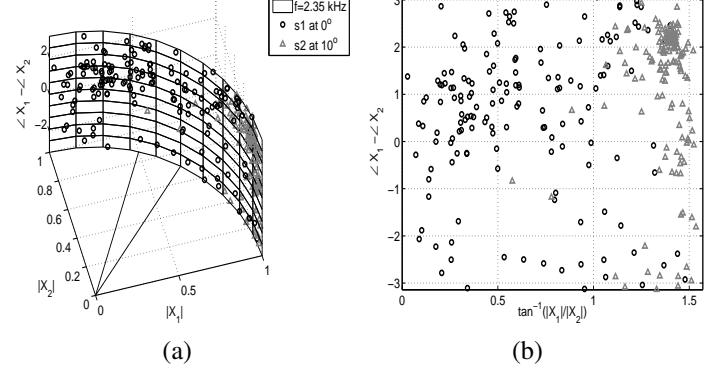 f=2.35 kHz
s1 at 0°
s2 at 10°
2
0
−2
∠ X₁ −∠ X₂
1
0.8
0.6
0.4
0.2
0
|X₂|
0
0.5
1
|X₁|
(a)
3
2
1
0
−1
−2
−3
∠ X₁ −∠ X₂
0
0.5
1
1.5
tan⁻¹(|X₁|/|X₂|)
(b)